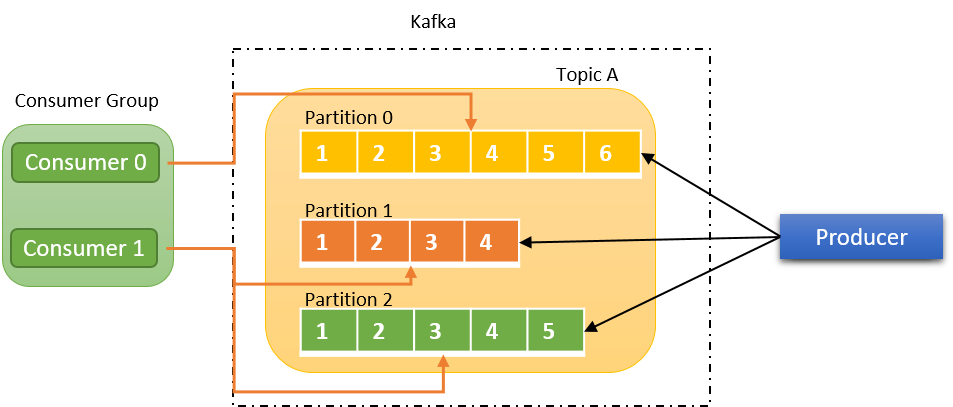 Kafka
Topic A
Consumer Group
Consumer 0
Consumer 1
Partition 0
1 2 3 4 5 6
Partition 1
1 2 3 4
Partition 2
1 2 3 4 5
Producer